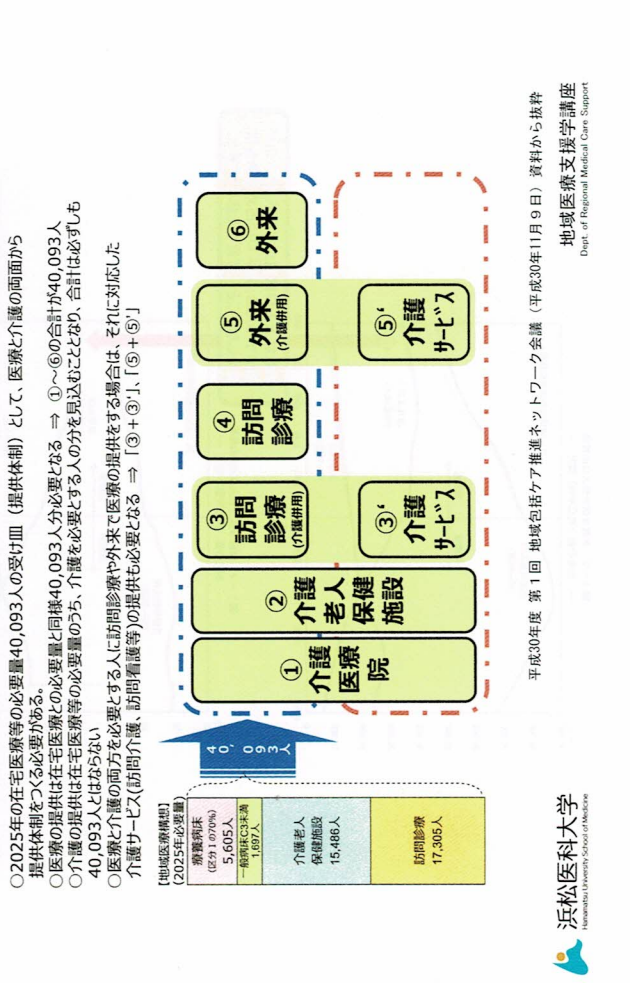 ○2025年の在宅医療等の必要量40,093人の受け皿（提供体制）として、医療と介護の両面から
提供体制をつくる必要がある。
○医療の提供は在宅医療との必要量と同様40,093人分必要となる ⇒ ①～⑥の合計が40,093人
○介護の提供は在宅医療等の必要量のうち、介護を必要とする人の分を見込むこととなり、合計は必ずしも
40,093人とはならない
○医療と介護の両方を必要とする人に訪問診療や外来で医療の提供をする場合は、それに対応した
介護サービス(訪問介護、訪問看護等)の提供も必要となる ⇒ 「③＋③'」、「⑤＋⑤'」
【地域医療構想】
(2025年必要量)
療養病床
(区分１の70%)
5,605人
一般病床C3未満
1,697人
介護老人
保健施設
15,486人
訪問診療
17,305人
40,093人
①
介護
医療
院
②
介護
老人
保健
施設
③
訪問
診療
(介護併用)
④
訪問
診療
⑤
外来
(介護併用)
⑥
外来
③'
介護
サービス
⑤'
介護
サービス
平成30年度 第１回 地域包括ケア推進ネットワーク会議（平成30年11月９日）資料から抜粋
浜松医科大学
Hamamatsu University School of Medicine
地域医療支援学講座
Dept. of Regional Medical Care Support